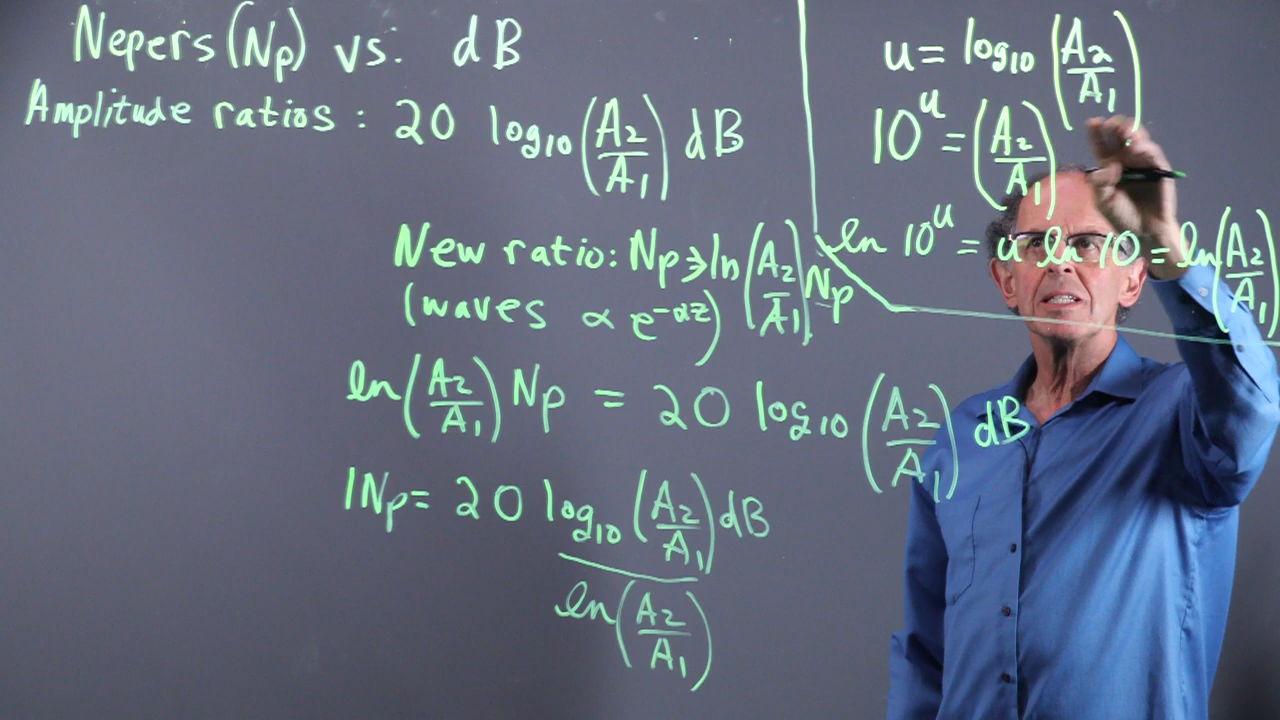 Nepers (Np) vs. dB
Amplitude ratios : 20 log10 (A2/A1) dB
New ratio: Np → ln (A2/A1) Np
(waves ∝ e^-αz)
ln (A2/A1) Np = 20 log10 (A2/A1) dB
1Np = 20 log10 (A2/A1) dB
ln (A2/A1)
u = log10 (A2/A1)
10^u = (A2/A1)
ln 10^u = u ln 10 = ln (A2/A1)